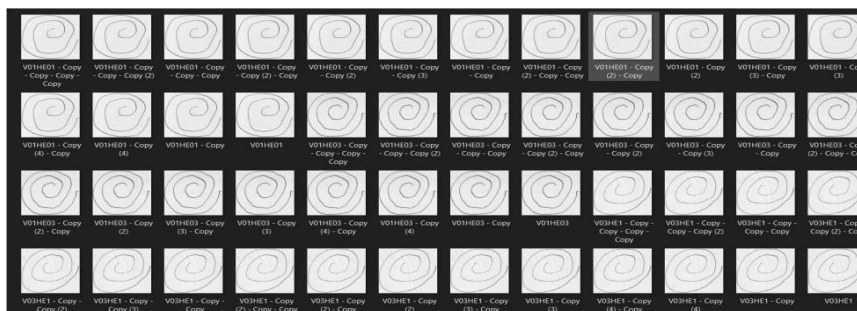 V01HE01 - Copy
- Copy - Copy -
Copy
V01HE01 - Copy
- Copy - Copy (2)
V01HE01 - Copy
- Copy - Copy
V01HE01 - Copy
- Copy (2) - Copy
V01HE01 - Copy
- Copy (2)
V01HE01 - Copy
- Copy (3)
V01HE01 - Copy
- Copy
V01HE01 - Copy
(2) - Copy - Copy
V01HE01 - Copy
(2) - Copy
V01HE01 - Copy
(2)
V01HE01 - Copy
(3) - Copy
V01HE01 -
(3)
V01HE01 - Copy
(4) - Copy
V01HE01 - Copy
(4)
V01HE01 - Copy
V01HE01
V01HE03 - Copy
- Copy - Copy -
Copy
V01HE03 - Copy
- Copy - Copy (2)
V01HE03 - Copy
- Copy - Copy
V01HE03 - Copy
- Copy (2) - Copy
V01HE03 - Copy
- Copy (2)
V01HE03 - Copy
- Copy (3)
V01HE03 - Copy
- Copy
V01HE03 -
(2) - Copy -
V01HE03 - Copy
(2) - Copy
V01HE03 - Copy
(2)
V01HE03 - Copy
(3) - Copy
V01HE03 - Copy
(3)
V01HE03 - Copy
(4) - Copy
V01HE03 - Copy
(4)
V01HE03 - Copy
V01HE03
V03HE1 - Copy -
Copy - Copy -
Copy
V03HE1 - Copy -
Copy - Copy (2)
V03HE1 - Copy -
Copy - Copy
V03HE1 - Copy
Copy (2) -
V03HE1 - Copy -
Copy (2)
V03HE1 - Copy -
Copy (3)
V03HE1 - Copy -
Copy
V03HE1 - Copy
(2) - Copy - Copy
V03HE1 - Copy
(2) - Copy
V03HE1 - Copy
(2)
V03HE1 - Copy
(3) - Copy
V03HE1 - Copy
(3)
V03HE1 - Copy
(4) - Copy
V03HE1 - Copy
(4)
V03HE1 - Copy
V03HE1